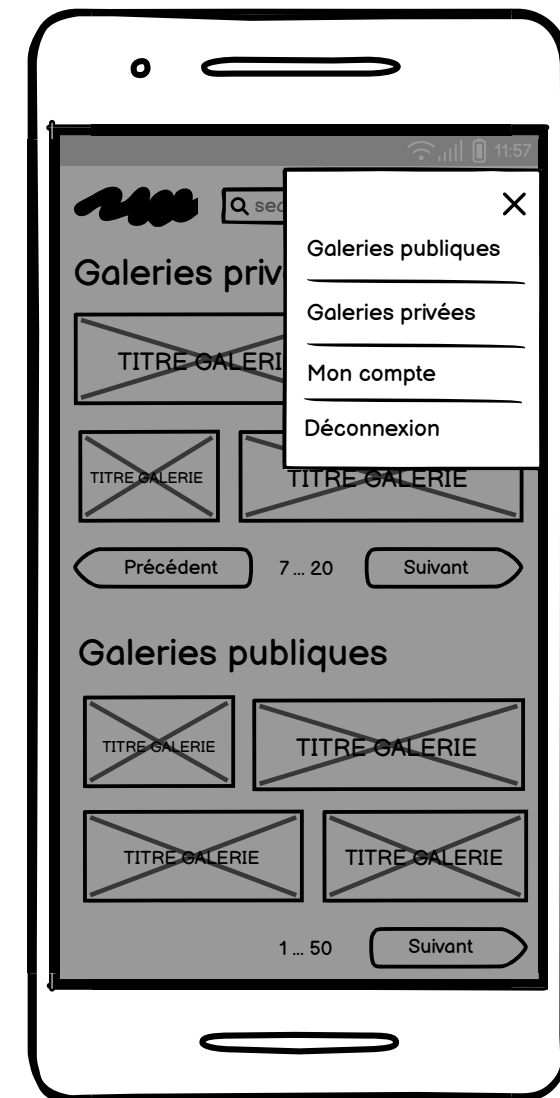 11:57
sea
Galeries publiques
Galeries priv
Galeries privées
TITRE GALERI
Mon compte
Déconnexion
TITRE GALERIE
TITRE GALERIE
Précédent
7 ... 20
Suivant
Galeries publiques
TITRE GALERIE
TITRE GALERIE
TITRE GALERIE
TITRE GALERIE
1 ... 50
Suivant